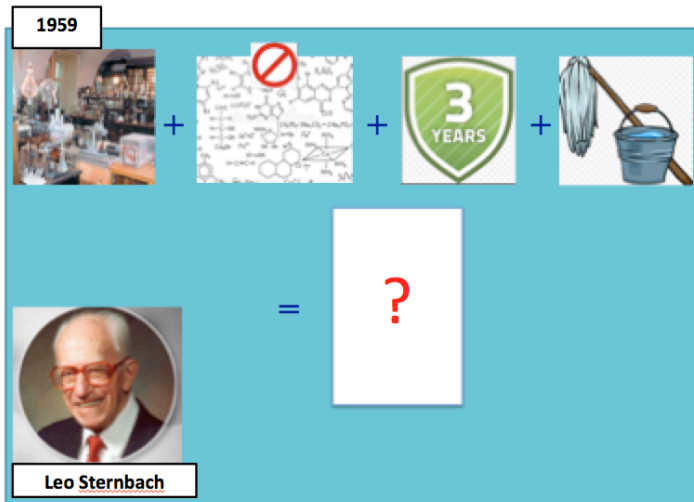 1959
+ + +
3
YEARS
= ?
Leo Sternbach